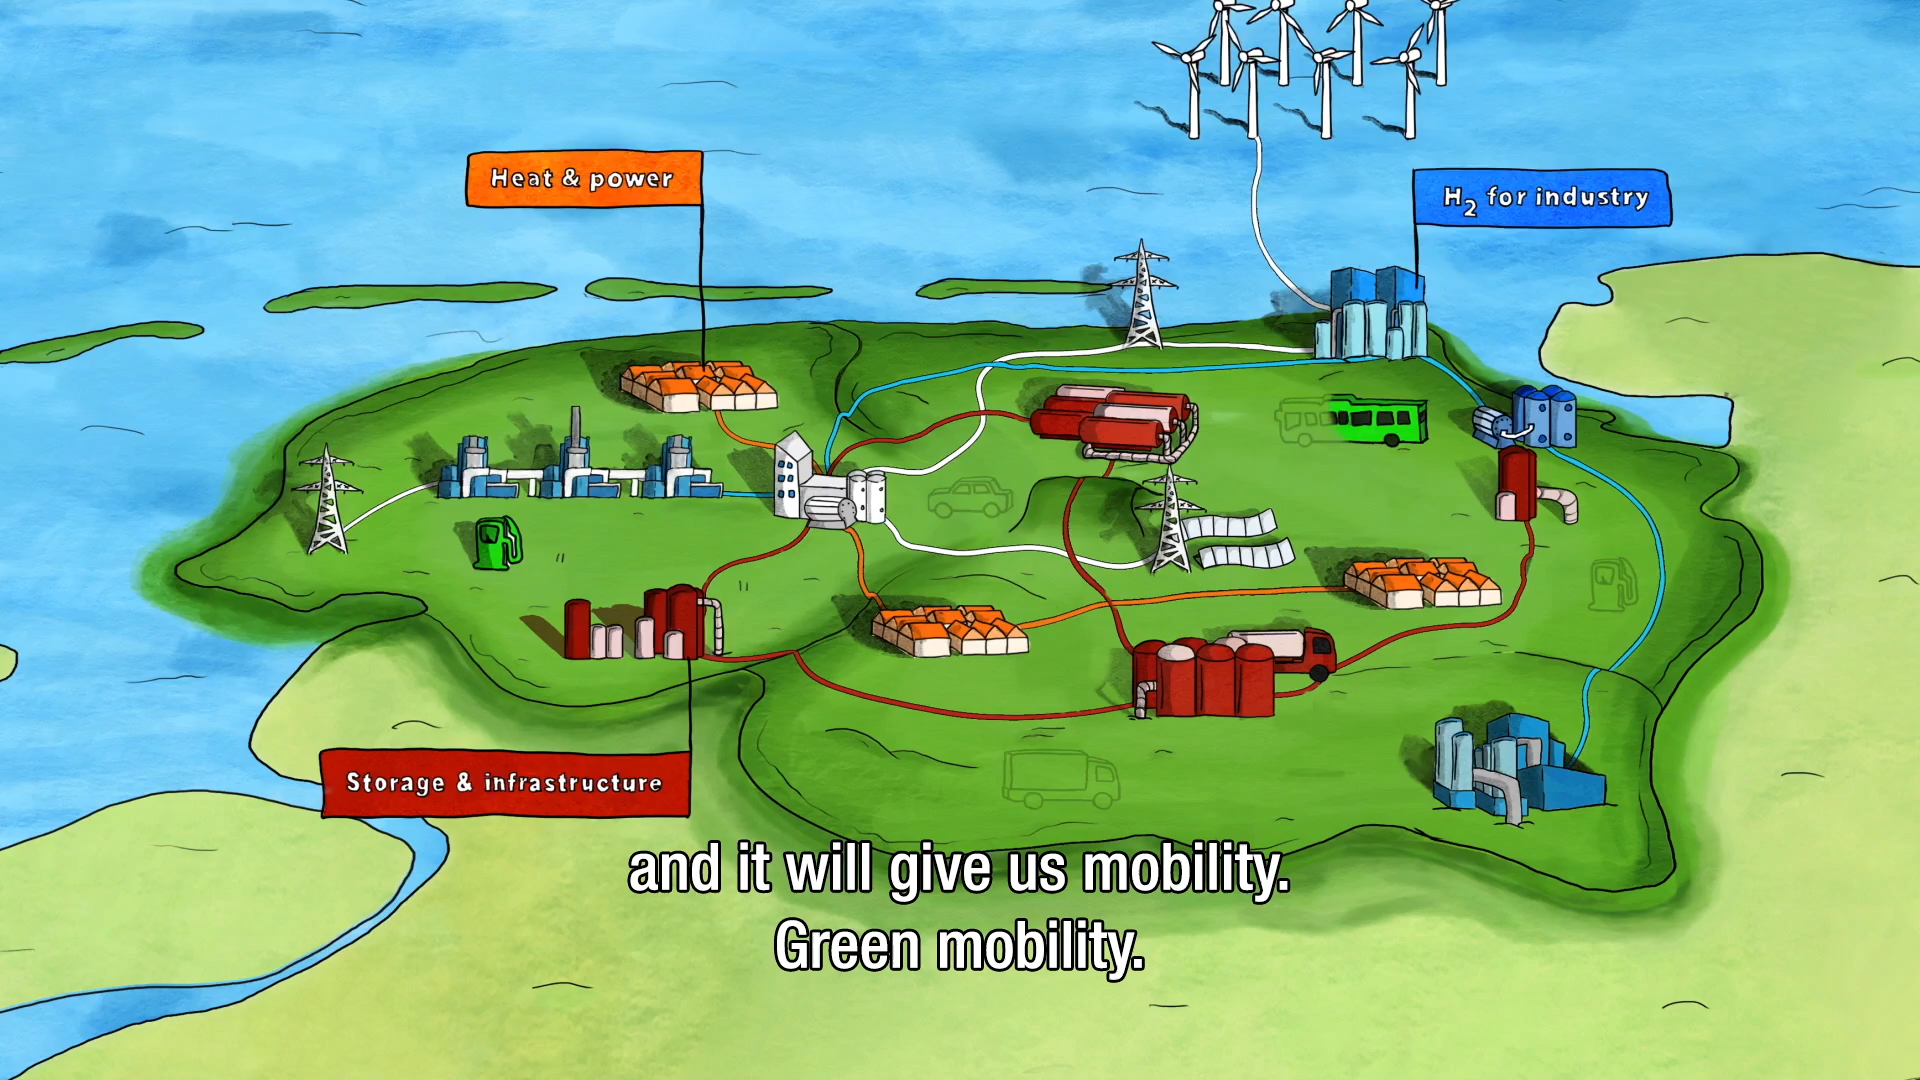 Heat & power
H₂ for industry
Storage & infrastructure
and it will give us mobility.
Green mobility.